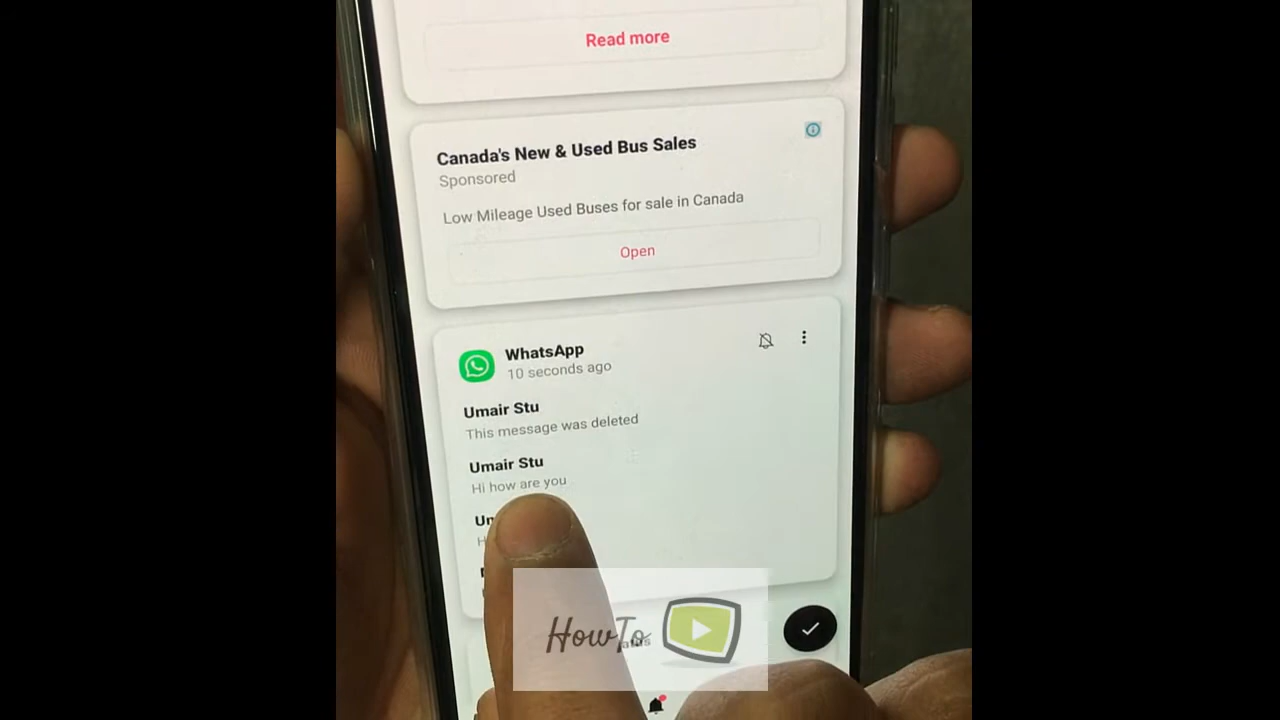 Read more
Canada's New & Used Bus Sales
Sponsored
Low Mileage Used Buses for sale in Canada
Open
WhatsApp
10 seconds ago
Umair Stu
This message was deleted
Umair Stu
Hi how are you
HowTo